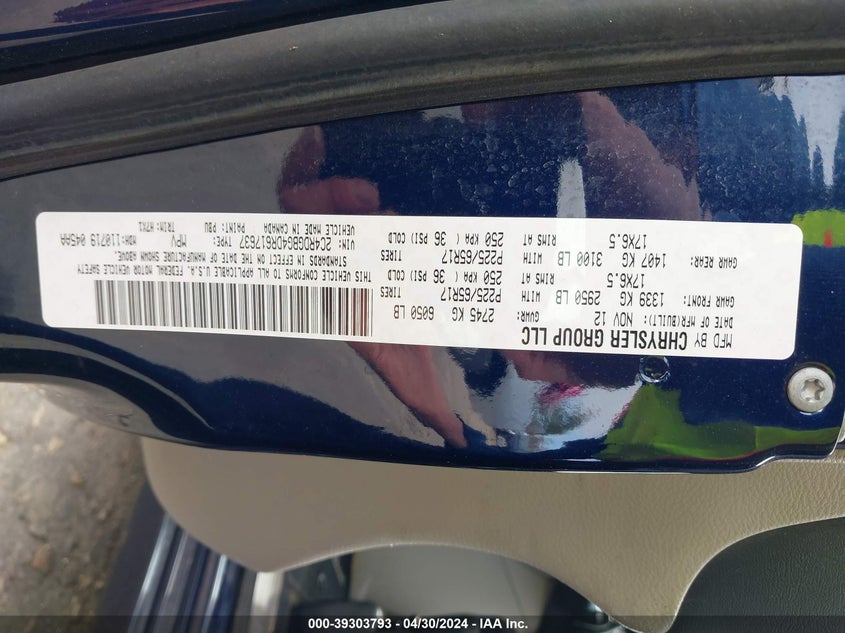 MFD BY CHRYSLER GROUP LLC
DATE OF MFR(BUILT): NOV 12 GWWR: 2745 KG 6050 LB
GAWR FRONT: 1339 KG 2950 LB WITH P225/65R17 TIRES
17X6.5 RIMS AT 250 KPA ( 36 PSI) COLD
GAWR REAR: 1407 KG 3100 LB WITH P225/65R17 TIRES
17X6.5 RIMS AT 250 KPA ( 36 PSI) COLD
THIS VEHICLE CONFORMS TO ALL APPLICABLE U.S.A. FEDERAL MOTOR VEHICLE SAFETY
STANDARDS IN EFFECT ON THE DATE OF MANUFACTURE SHOWN ABOVE
VIN: 2C4RDCBG4DR617637 TYPE: MPV MDH:110719 045AA
VEHICLE MADE IN CANADA PAINT: PBU TRIM:H7X1
000-39303793 - 04/30/2024 - IAA Inc.